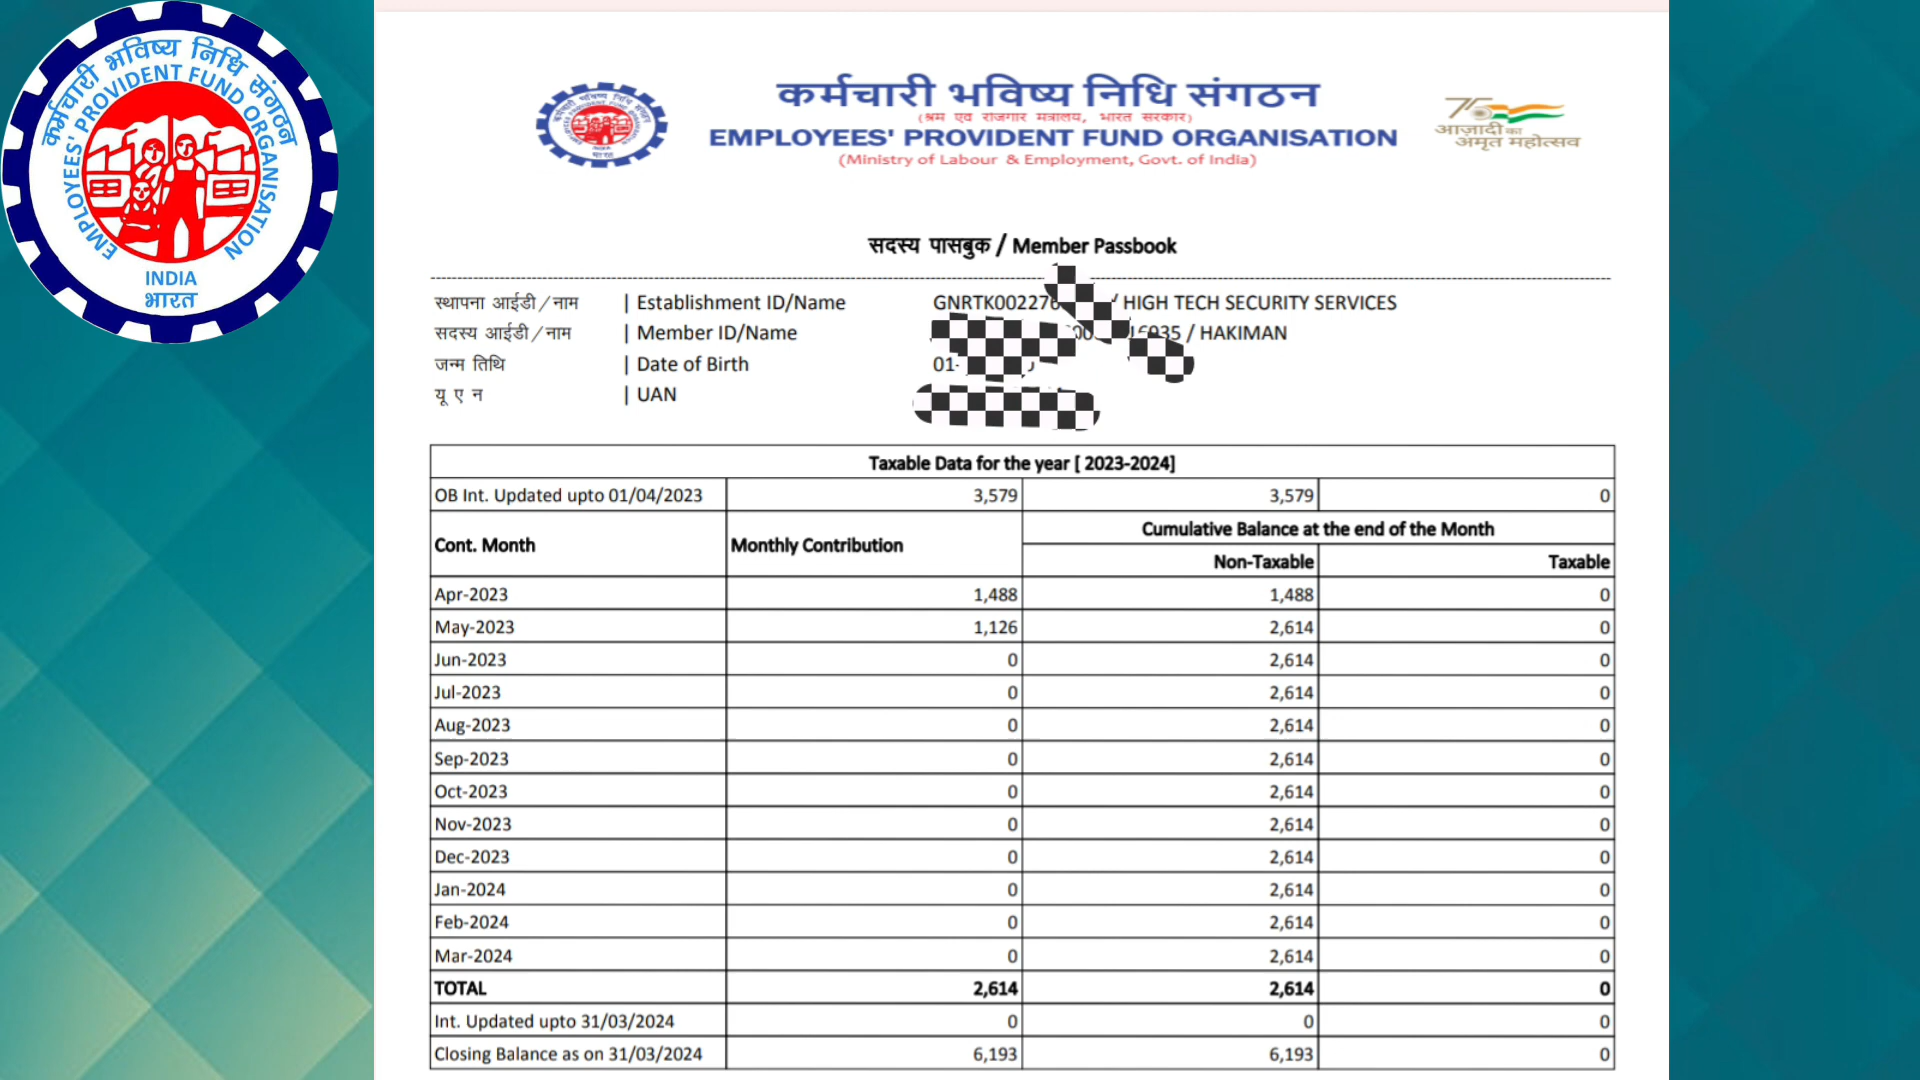 कर्मचारी भविष्य निधि संगठन
EMPLOYEES' PROVIDENT FUND ORGANISATION
INDIA
भारत
कर्मचारी भविष्य निधि संगठन
(श्रम एवं रोजगार मंत्रालय, भारत सरकार)
EMPLOYEES' PROVIDENT FUND ORGANISATION
(Ministry of Labour & Employment, Govt. of India)
75
आज़ादी का
अमृत महोत्सव
सदस्य पासबुक / Member Passbook
स्थापना आईडी/नाम | Establishment ID/Name GNRTK002276 / HIGH TECH SECURITY SERVICES
सदस्य आईडी/नाम | Member ID/Name / HAKIMAN
जन्म तिथि | Date of Birth 01-
यू ए न | UAN
Taxable Data for the year [ 2023-2024]
OB Int. Updated upto 01/04/2023 3,579 3,579 0
Cont. Month Monthly Contribution Cumulative Balance at the end of the Month
Non-Taxable Taxable
Apr-2023 1,488 1,488 0
May-2023 1,126 2,614 0
Jun-2023 0 2,614 0
Jul-2023 0 2,614 0
Aug-2023 0 2,614 0
Sep-2023 0 2,614 0
Oct-2023 0 2,614 0
Nov-2023 0 2,614 0
Dec-2023 0 2,614 0
Jan-2024 0 2,614 0
Feb-2024 0 2,614 0
Mar-2024 0 2,614 0
TOTAL 2,614 2,614 0
Int. Updated upto 31/03/2024 0 0 0
Closing Balance as on 31/03/2024 6,193 6,193 0